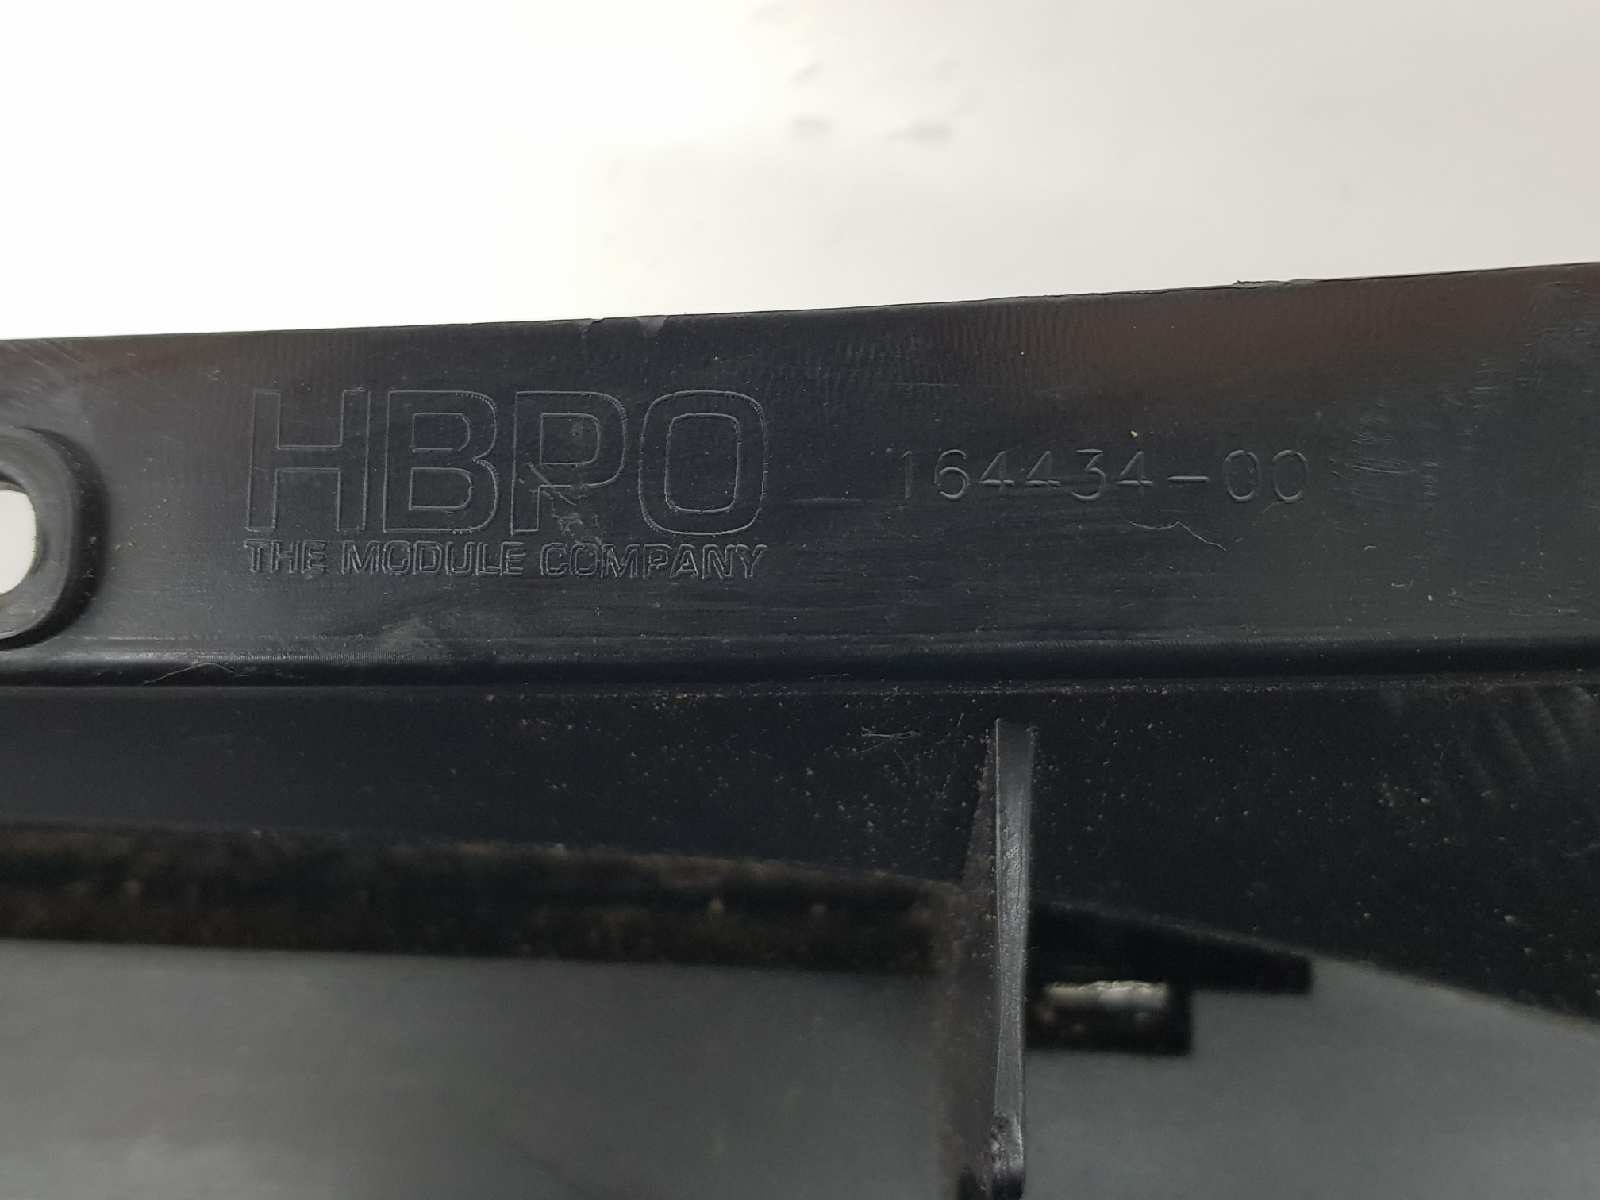 HBPO
THE MODULE COMPANY
164434-00